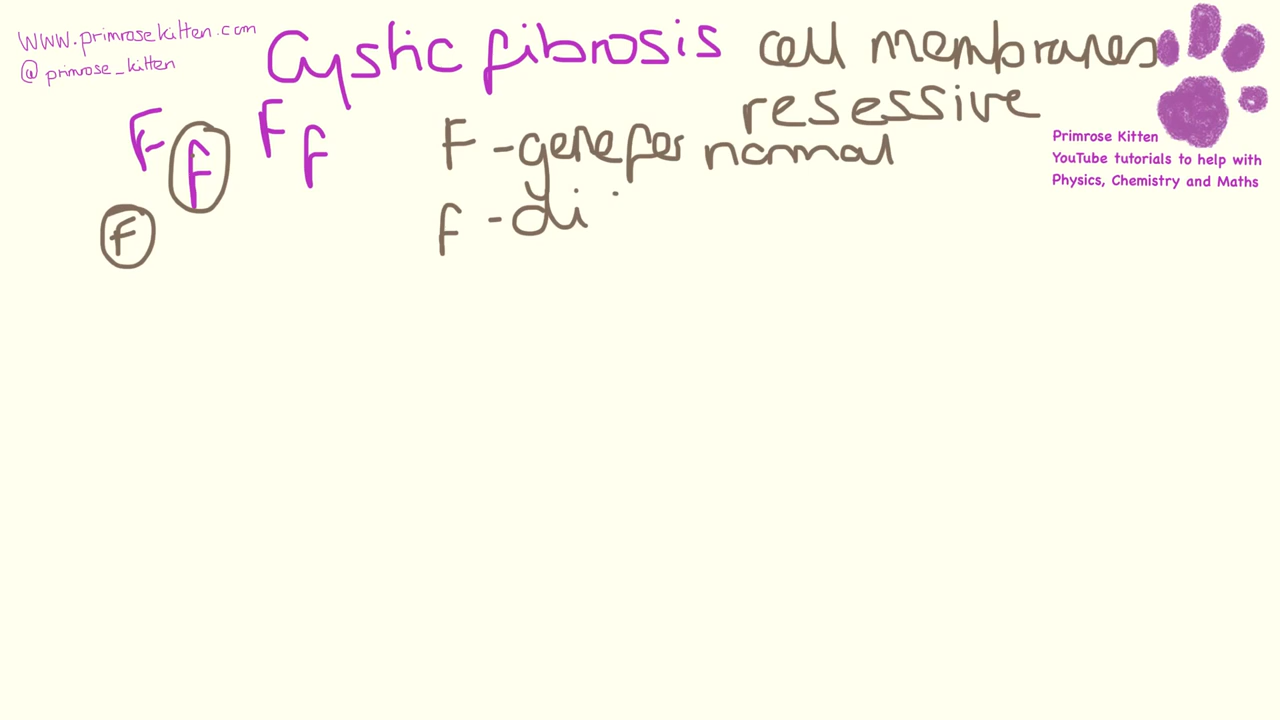 www.primrosekitten.com
@primrose_kitten
Cystic fibrosis cell membranes
resessive
F f F f
F - gene for normal
f - di
F
Primrose Kitten
YouTube tutorials to help with
Physics, Chemistry and Maths